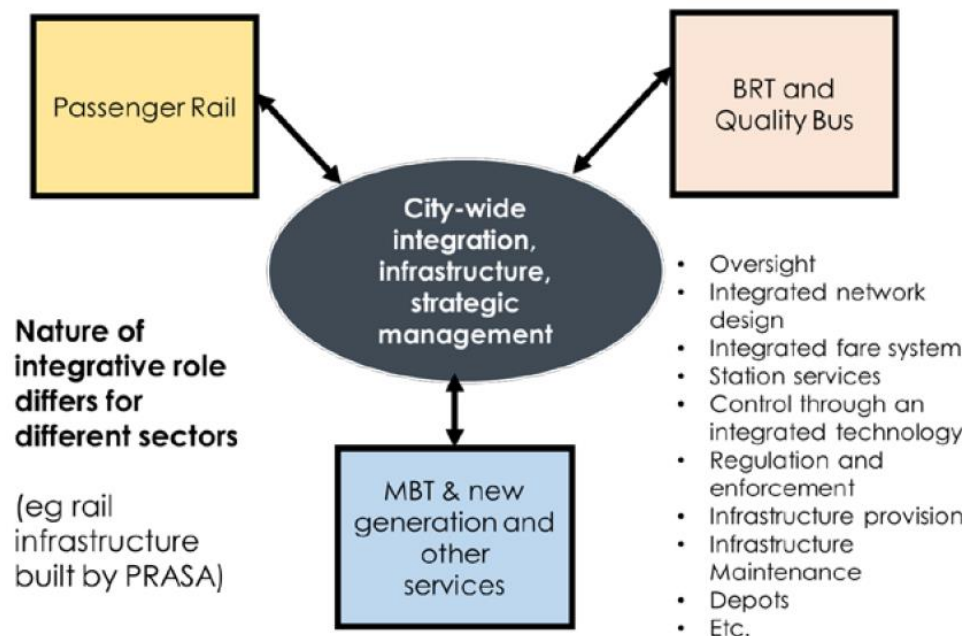 Passenger Rail
BRT and
Quality Bus
City-wide
integration,
infrastructure,
strategic
management
Nature of
integrative role
differs for
different sectors
(eg rail
infrastructure
built by PRASA)
MBT & new
generation and
other
services
• Oversight
• Integrated network
design
• Integrated fare system
• Station services
• Control through an
integrated technology
• Regulation and
enforcement
• Infrastructure provision
• Infrastructure
Maintenance
• Depots
• Etc.